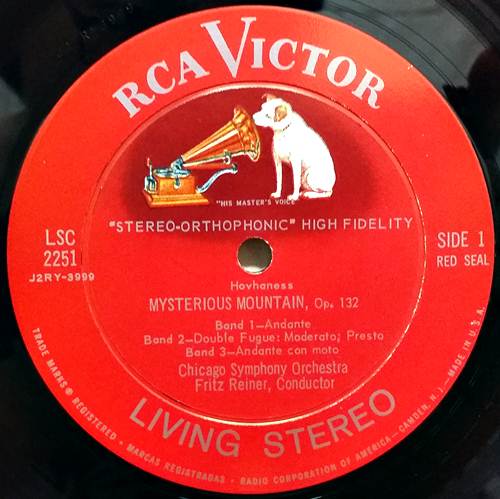 RCA VICTOR
"HIS MASTER'S VOICE"
"STEREO-ORTHOPHONIC" HIGH FIDELITY
LSC
2251
J2RY-3999
SIDE 1
RED SEAL
Hovhaness
MYSTERIOUS MOUNTAIN, Op. 132
Band 1—Andante
Band 2—Double Fugue: Moderato; Presto
Band 3—Andante con moto
Chicago Symphony Orchestra
Fritz Reiner, Conductor
LIVING STEREO
TRADE MARKS ® REGISTERED • MARCAS REGISTRADAS • RADIO CORPORATION OF AMERICA—CAMDEN, N. J.—MADE IN U.S.A.